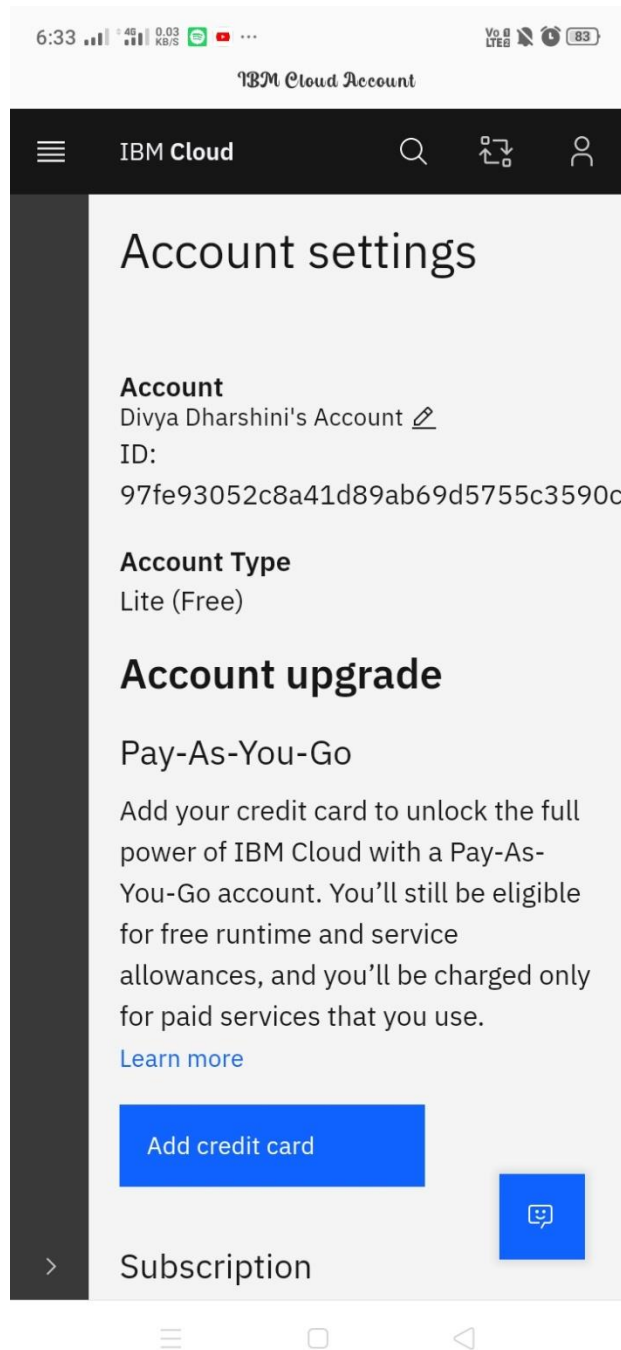 6:33 4G 0.03 KB/S ... Vo LTE 83
IBM Cloud Account
IBM Cloud
Account settings
Account
Divya Dharshini's Account
ID:
97fe93052c8a41d89ab69d5755c3590c
Account Type
Lite (Free)
Account upgrade
Pay-As-You-Go
Add your credit card to unlock the full
power of IBM Cloud with a Pay-As-
You-Go account. You’ll still be eligible
for free runtime and service
allowances, and you’ll be charged only
for paid services that you use.
Learn more
Add credit card
Subscription